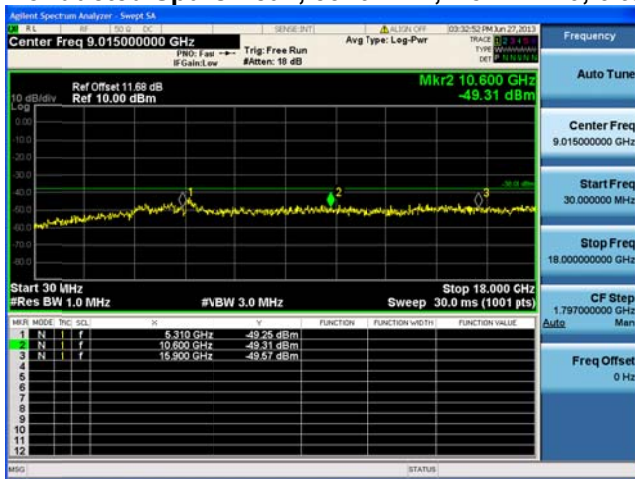 Agilent Spectrum Analyzer - Swept SA
RL RF 50 Ω DC SENSE:INT ALIGN OFF 03:32:52 PM Jun 27, 2013
Center Freq 9.015000000 GHz Avg Type: Log-Pwr TRACE 1 2 3 4 5 6
PNO: Fast Trig: Free Run TYPE
IFGain:Low #Atten: 18 dB DET P N N N N N
Mkr2 10.600 GHz
-49.31 dBm
Ref Offset 11.68 dB
10 dB/div Ref 10.00 dBm
Log
0.00
-10.0
-20.0
-30.0
-40.0
-50.0
-60.0
-70.0
-80.0
1 2 3
Start 30 MHz Stop 18.000 GHz
#Res BW 1.0 MHz #VBW 3.0 MHz Sweep 30.0 ms (1001 pts)
MKR MODE TRC SCL X Y FUNCTION FUNCTION WIDTH FUNCTION VALUE
1 N 1 f 5.310 GHz -49.25 dBm
2 N 1 f 10.600 GHz -49.31 dBm
3 N 1 f 15.900 GHz -49.57 dBm
4
5
6
7
8
9
10
11
12
MSG STATUS
Frequency
Auto Tune
Center Freq
9.015000000 GHz
Start Freq
30.000000 MHz
Stop Freq
18.000000000 GHz
CF Step
1.797000000 GHz
Auto Man
Freq Offset
0 Hz